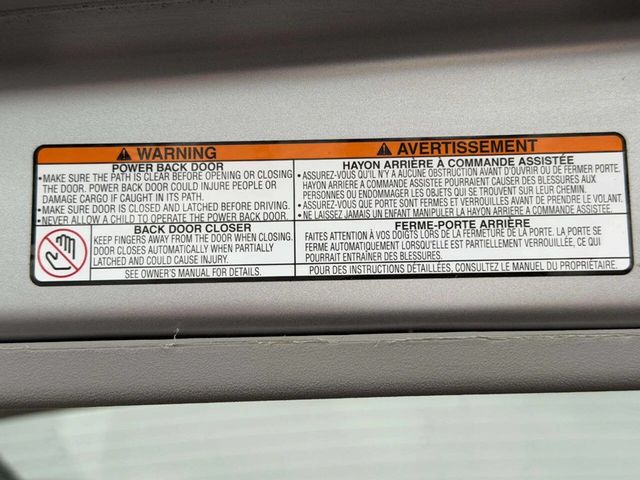 WARNING
POWER BACK DOOR
•MAKE SURE THE PATH IS CLEAR BEFORE OPENING OR CLOSING
THE DOOR. POWER BACK DOOR COULD INJURE PEOPLE OR
DAMAGE CARGO IF CAUGHT IN ITS PATH.
•MAKE SURE DOOR IS CLOSED AND LATCHED BEFORE DRIVING.
•NEVER ALLOW A CHILD TO OPERATE THE POWER BACK DOOR.
BACK DOOR CLOSER
KEEP FINGERS AWAY FROM THE DOOR WHEN CLOSING.
DOOR CLOSES AUTOMATICALLY WHEN PARTIALLY
LATCHED AND COULD CAUSE INJURY.
SEE OWNER'S MANUAL FOR DETAILS.
AVERTISSEMENT
HAYON ARRIÈRE À COMMANDE ASSISTÉE
•ASSUREZ-VOUS QU'IL N'Y A AUCUNE OBSTRUCTION AVANT D'OUVRIR OU DE FERMER PORTE.
HAYON ARRIÈRE À COMMANDE ASSISTÉE POURRAIENT CAUSER DES BLESSURES AUX
PERSONNES OU ENDOMMAGER LES OBJETS QUI SE TROUVENT SUR LEUR CHEMIN.
•ASSUREZ-VOUS QUE PORTE SONT FERMES ET VERROUILLES AVANT DE PRENDRE LE VOLANT.
•NE LAISSEZ JAMAIS UN ENFANT MANIPULER LA HAYON ARRIÈRE À COMMANDE ASSISTÉE.
FERME-PORTE ARRIÈRE
FAITES ATTENTION À VOS DOIGTS LORS DE LA FERMETURE DE LA PORTE. LA PORTE SE
FERME AUTOMATIQUEMENT LORSQU'ELLE EST PARTIELLEMENT VERROUILLÉE, CE QUI
POURRAIT ENTRAÎNER DES BLESSURES.
POUR DES INSTRUCTIONS DÉTAILLÉES, CONSULTEZ LE MANUEL DU PROPRIÉTAIRE.